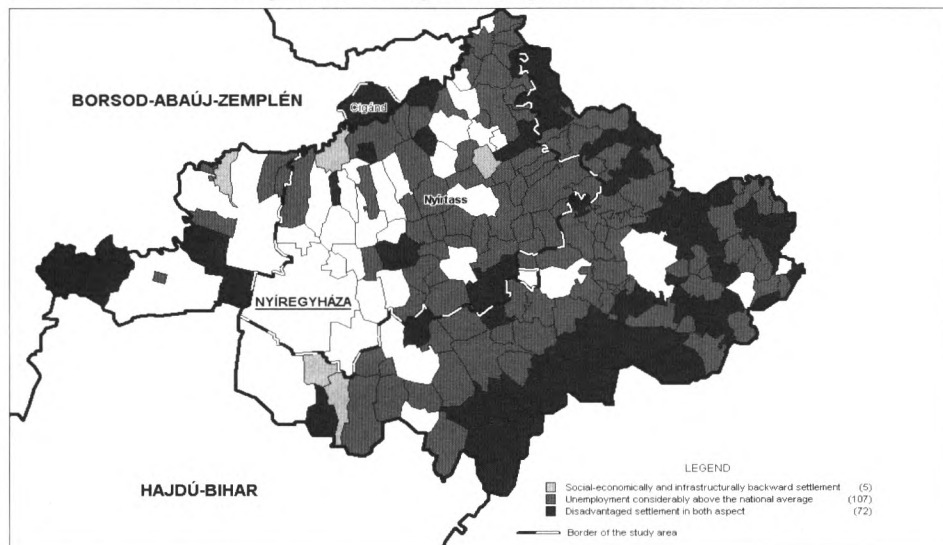 BORSOD-ABAÚJ-ZEMPLÉN
Cigánd
Nyírtass
NYÍREGYHÁZA
HAJDÚ-BIHAR
LEGEND
Social-economically and infrastructurally backward settlement (5)
Unemployment considerably above the national average (107)
Disadvantaged settlement in both aspect (72)
Border of the study area